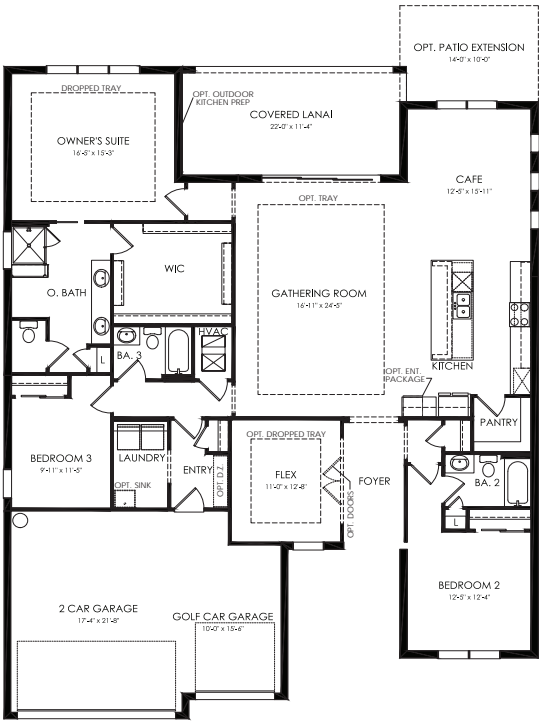 OPT. PATIO EXTENSION
14'-0" x 10'-0"
DROPPED TRAY
OPT. OUTDOOR
KITCHEN PREP
COVERED LANAI
22'-0" x 11'-4"
OWNER'S SUITE
16'-5" x 15'-3"
CAFE
12'-5" x 15'-11"
OPT. TRAY
WIC
O. BATH
GATHERING ROOM
16'-11" x 24'-5"
HVAC
BA. 3
L
KITCHEN
OPT. ENT.
PACKAGE
PANTRY
BEDROOM 3
9'-11" x 11'-5"
LAUNDRY
OPT. SINK
ENTRY
OPT. D.Z.
OPT. DROPPED TRAY
FLEX
11'-0" x 12'-8"
OPT. DOORS
FOYER
BA. 2
L
BEDROOM 2
12'-5" x 12'-4"
2 CAR GARAGE
17'-4" x 21'-8"
GOLF CAR GARAGE
10'-0" x 15'-6"